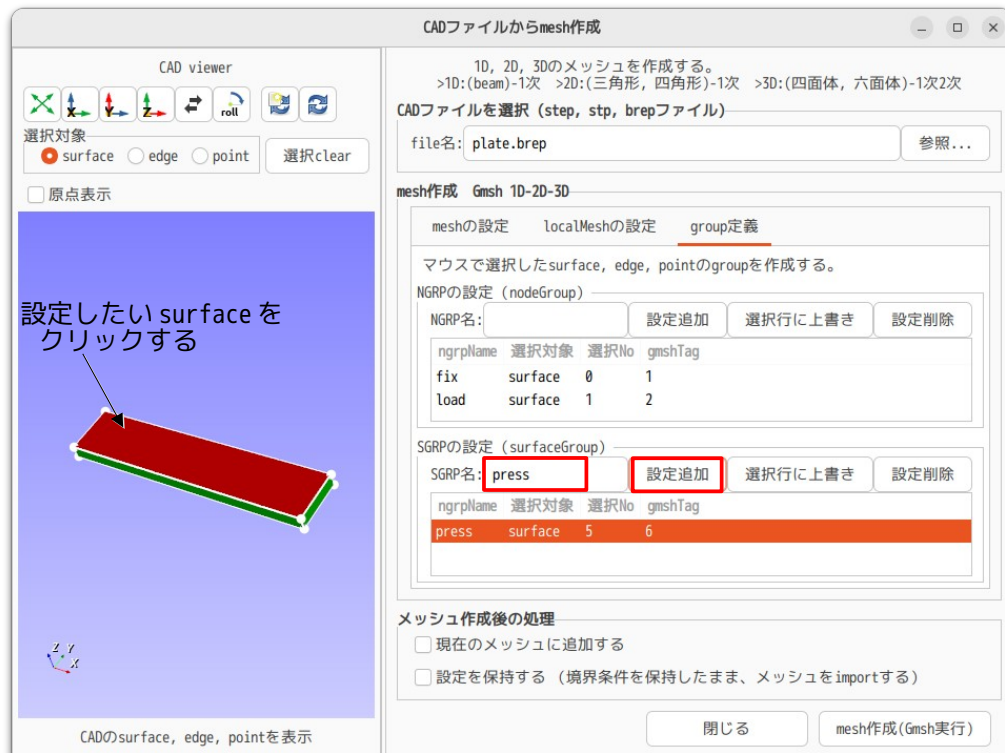 CADファイルからmesh作成
CAD viewer
X Y Z roll
選択対象
surface edge point 選択clear
原点表示
設定したい surface を
クリックする
Z Y X
CADのsurface, edge, pointを表示
1D, 2D, 3Dのメッシュを作成する。
>1D:(beam)-1次 >2D:(三角形, 四角形)-1次 >3D:(四面体, 六面体)-1次2次
CADファイルを選択 (step, stp, brepファイル)
file名: plate.brep 参照...
mesh作成 Gmsh 1D-2D-3D
meshの設定 localMeshの設定 group定義
マウスで選択したsurface, edge, pointのgroupを作成する。
NGRPの設定 (nodeGroup)
NGRP名: 設定追加 選択行に上書き 設定削除
ngrpName 選択対象 選択No gmshTag
fix surface 0 1
load surface 1 2
SGRPの設定 (surfaceGroup)
SGRP名: press 設定追加 選択行に上書き 設定削除
ngrpName 選択対象 選択No gmshTag
press surface 5 6
メッシュ作成後の処理
現在のメッシュに追加する
設定を保持する (境界条件を保持したまま、メッシュをimportする)
閉じる mesh作成(Gmsh実行)